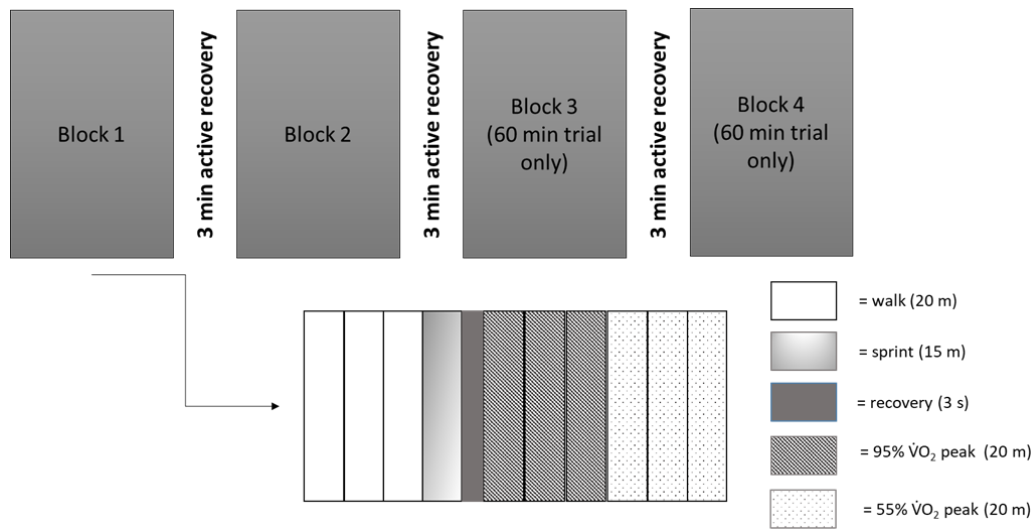 Block 1
3 min active recovery
Block 2
3 min active recovery
Block 3
(60 min trial
only)
3 min active recovery
Block 4
(60 min trial
only)
= walk (20 m)
= sprint (15 m)
= recovery (3 s)
= 95% V̇O₂ peak (20 m)
= 55% V̇O₂ peak (20 m)